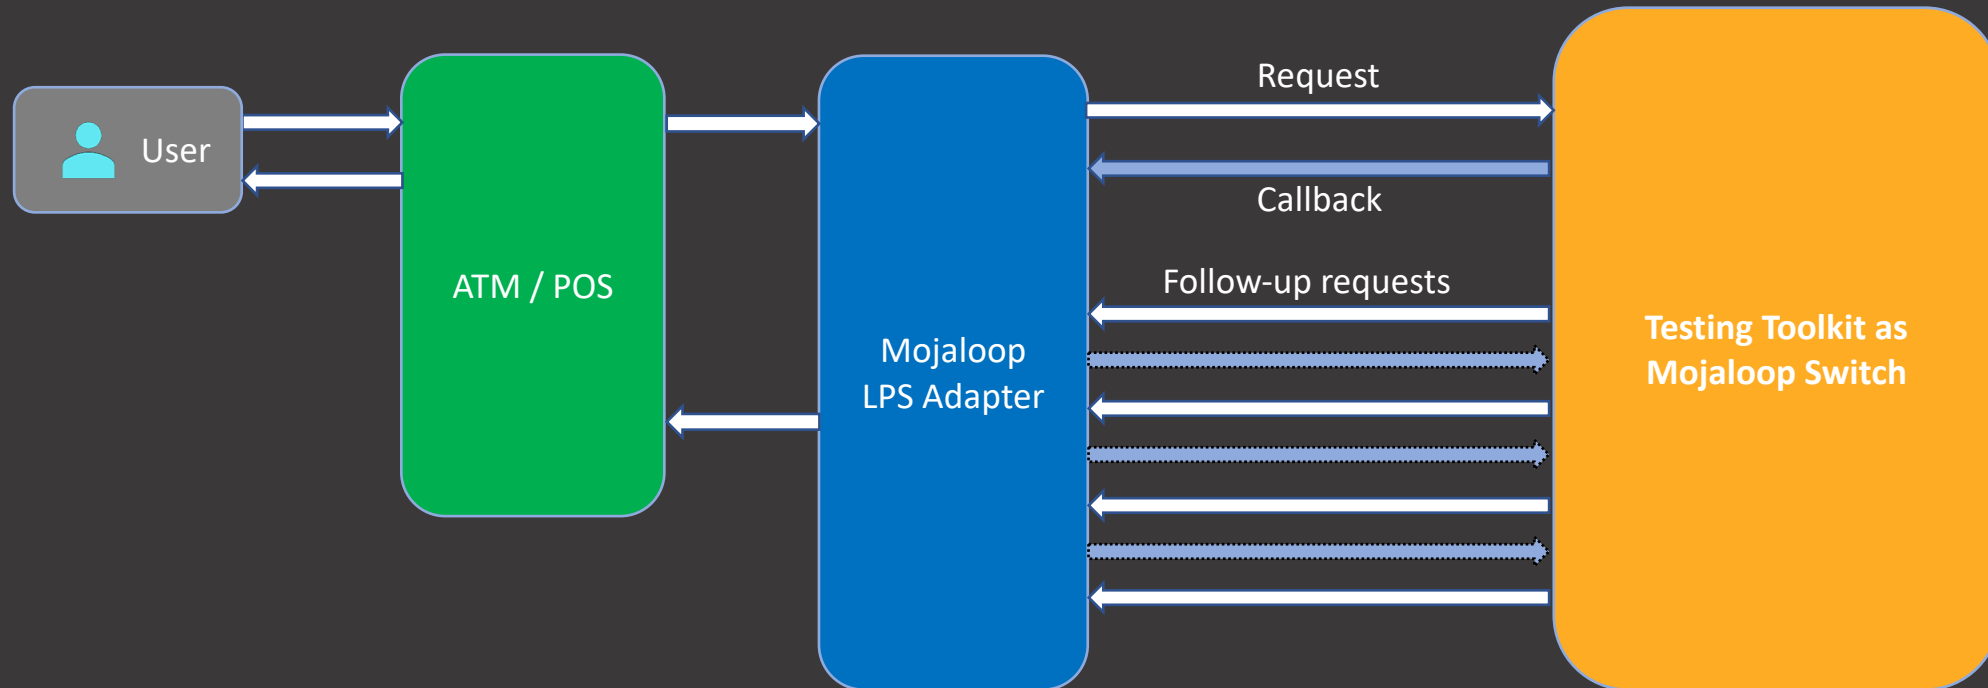 User
ATM / POS
Mojaloop
LPS Adapter
Request
Callback
Follow-up requests
Testing Toolkit as
Mojaloop Switch